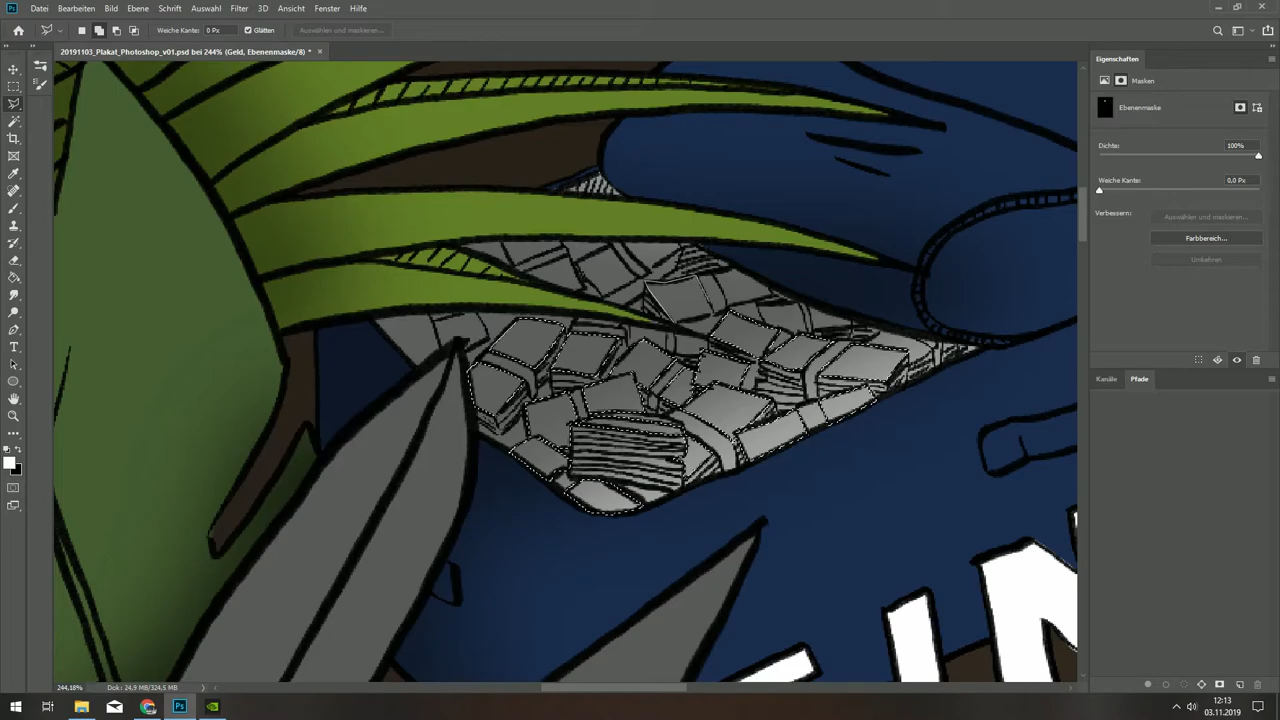 Datei Bearbeiten Bild Ebene Schrift Auswahl Filter 3D Ansicht Fenster Hilfe
Weiche Kante: 0 Px Glätten Auswählen und maskieren...
20191103_Plakat_Photoshop_v01.psd bei 244% (Geld, Ebenenmaske/8) *
Eigenschaften
Masken
Ebenenmaske
Dichte: 100%
Weiche Kante: 0,0 Px
Verbessern: Auswählen und maskieren...
Farbbereich...
Umkehren
Kanäle Pfade
244,18% Dok: 24,9 MB/324,5 MB
12:13
03.11.2019